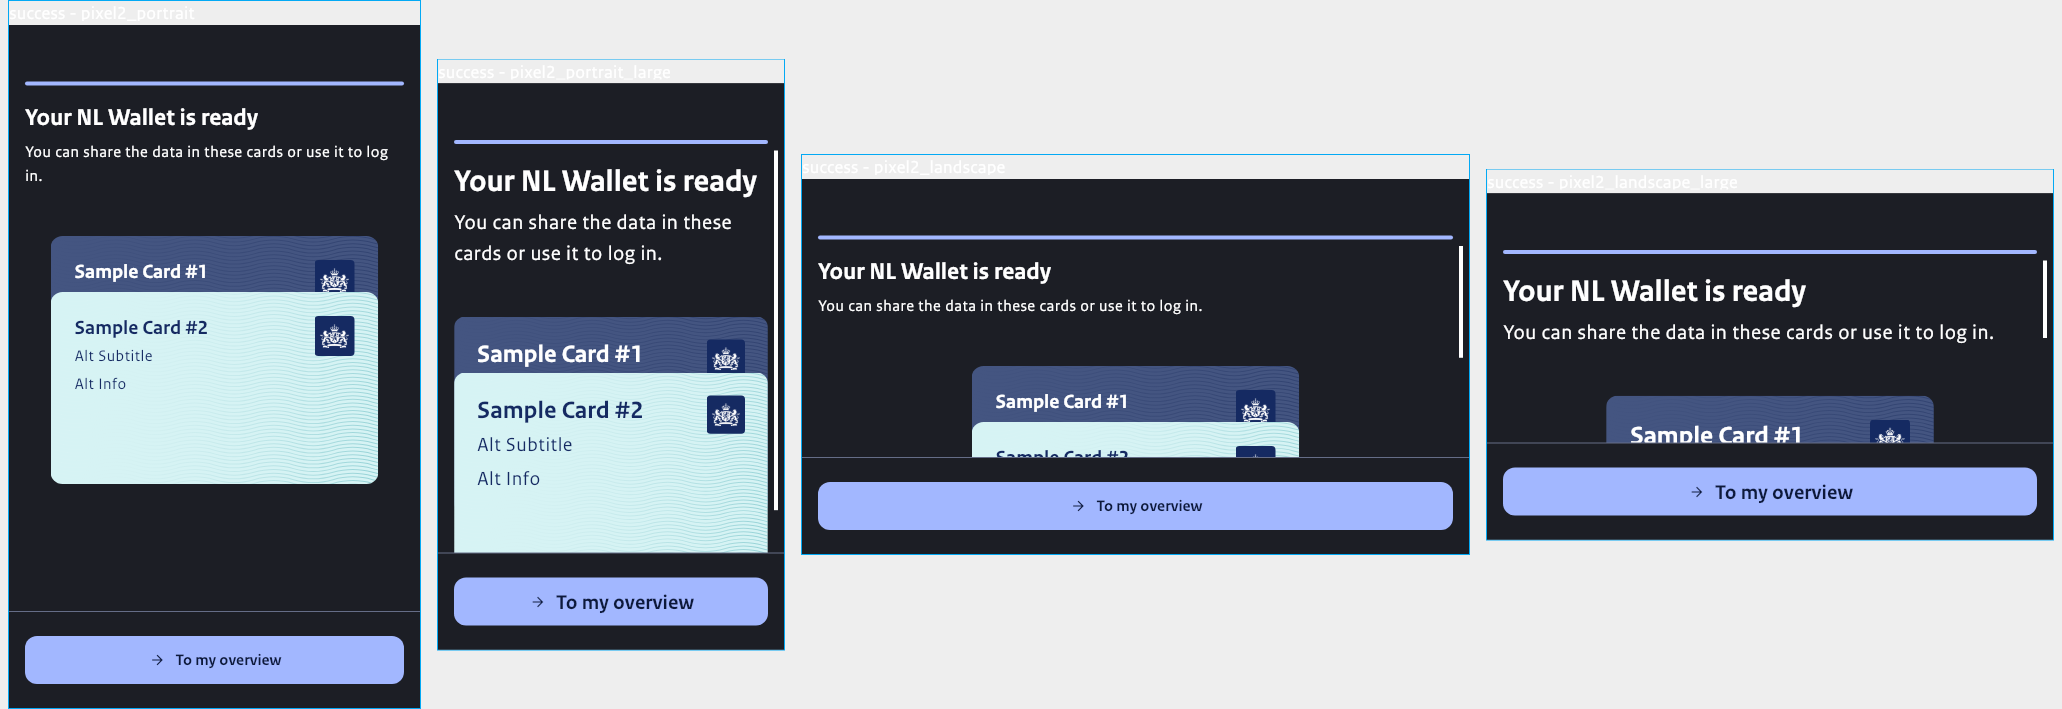 success - pixel2_portrait
Your NL Wallet is ready
You can share the data in these cards or use it to log
in.
Sample Card #1
Sample Card #2
Alt Subtitle
Alt Info
To my overview
success - pixel2_portrait_large
Your NL Wallet is ready
You can share the data in these
cards or use it to log in.
Sample Card #1
Sample Card #2
Alt Subtitle
Alt Info
To my overview
success - pixel2_landscape
Your NL Wallet is ready
You can share the data in these cards or use it to log in.
Sample Card #1
Sample Card #2
To my overview
success - pixel2_landscape_large
Your NL Wallet is ready
You can share the data in these cards or use it to log in.
Sample Card #1
To my overview